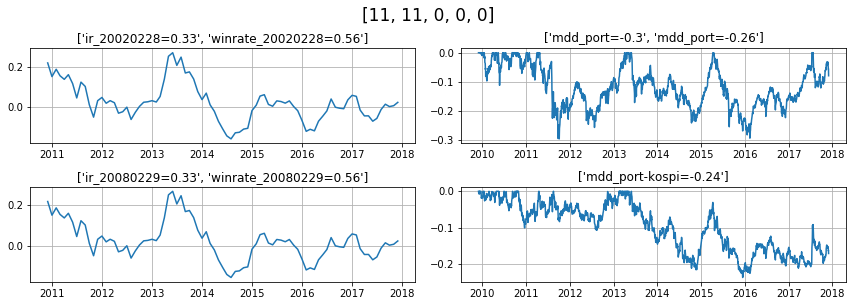 [11, 11, 0, 0, 0]
['ir_20020228=0.33', 'winrate_20020228=0.56']
0.2
0.0
2011 2012 2013 2014 2015 2016 2017 2018
['mdd_port=-0.3', 'mdd_port=-0.26']
0.0
−0.1
−0.2
−0.3
2010 2011 2012 2013 2014 2015 2016 2017 2018
['ir_20080229=0.33', 'winrate_20080229=0.56']
0.2
0.0
2011 2012 2013 2014 2015 2016 2017 2018
['mdd_port-kospi=-0.24']
0.0
−0.1
−0.2
2010 2011 2012 2013 2014 2015 2016 2017 2018